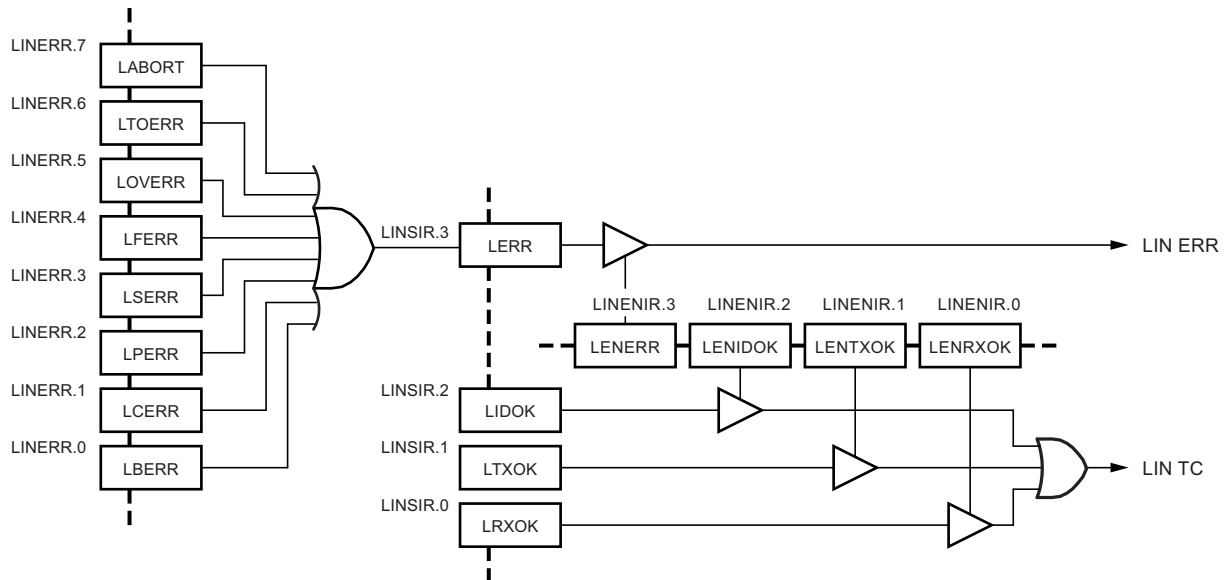 LINERR.7
LABORT
LINERR.6
LTOERR
LINERR.5
LOVERR
LINERR.4
LFERR
LINERR.3
LSERR
LINERR.2
LPERR
LINERR.1
LCERR
LINERR.0
LBERR
LINSIR.3
LERR
LIN ERR
LINENIR.3 LINENIR.2 LINENIR.1 LINENIR.0
LENERR LENIDOK LENTXOK LENRXOK
LINSIR.2
LIDOK
LINSIR.1
LTXOK
LIN TC
LINSIR.0
LRXOK